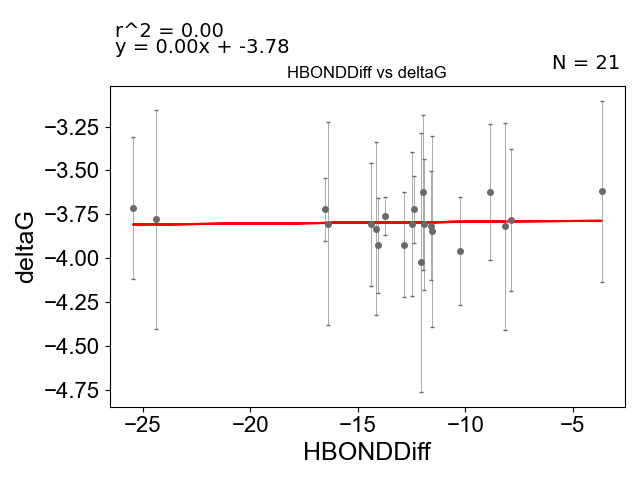 r^2 = 0.00
y = 0.00x + -3.78
N = 21
HBONDDiff vs deltaG
deltaG
−3.25
−3.50
−3.75
−4.00
−4.25
−4.50
−4.75
−25
−20
−15
−10
−5
HBONDDiff